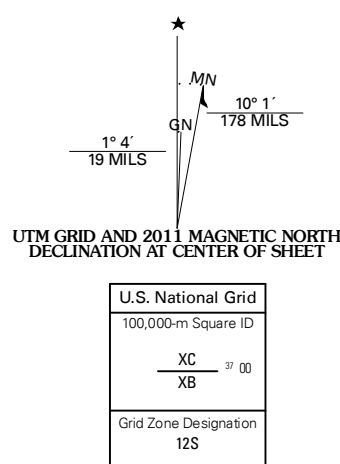 ★
MN
GN
10° 1´
178 MILS
1° 4´
19 MILS
UTM GRID AND 2011 MAGNETIC NORTH
DECLINATION AT CENTER OF SHEET
U.S. National Grid
100,000-m Square ID
XC
37 00
XB
Grid Zone Designation
12S